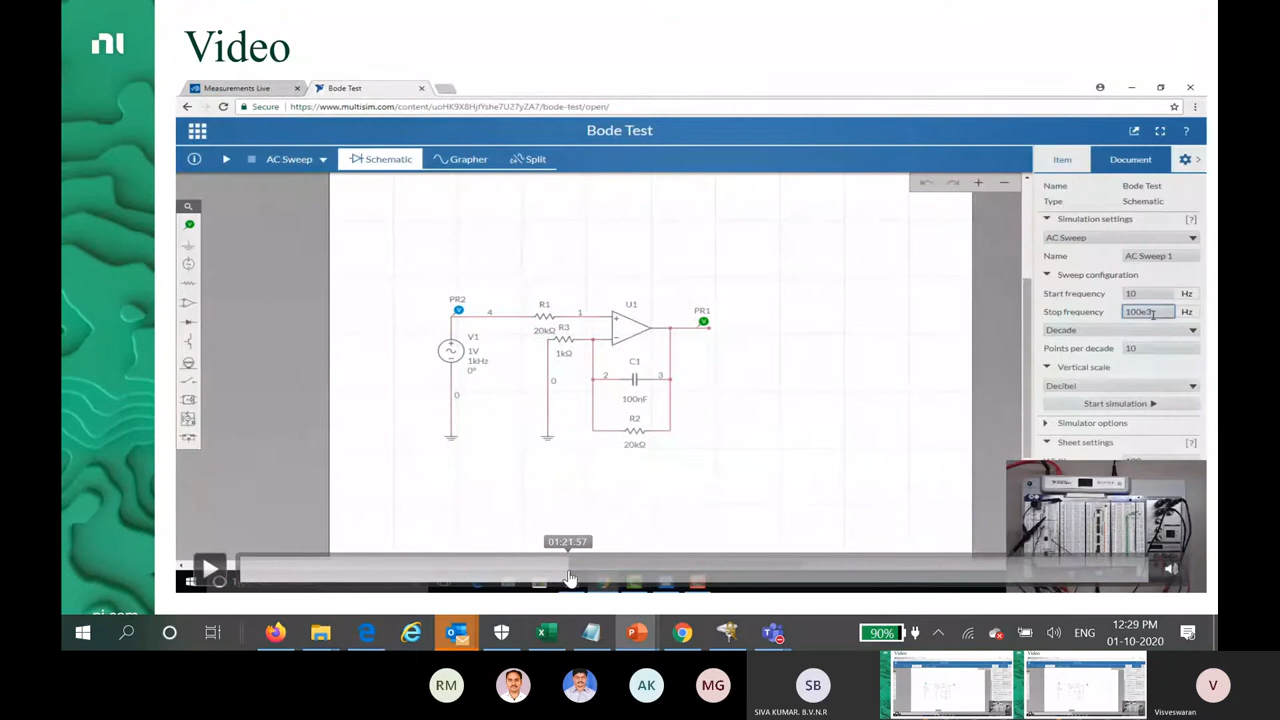 ni
Video
Measurements Live
Bode Test
Secure
https://www.multisim.com/content/uoHK9X8HjfYshe7U27yZA7/bode-test/open/
Bode Test
?
AC Sweep
Schematic
Grapher
Split
Item
Document
Name
Bode Test
Type
Schematic
Simulation settings
[?]
AC Sweep
Name
AC Sweep 1
Sweep configuration
Start frequency
10
Hz
Stop frequency
100e3
Hz
Decade
Points per decade
10
Vertical scale
Decibel
Start simulation
Simulator options
Sheet settings
[?]
PR2
4
R1
20kΩ
1
U1
PR1
V1
1V
1kHz
0°
0
R3
1kΩ
0
C1
2
3
100nF
R2
20kΩ
01:21.57
ni.com
90%
ENG
12:29 PM
01-10-2020
RM
AK
MG
SB
SIVA KUMAR. B.V.N.R
V
Visveswaran